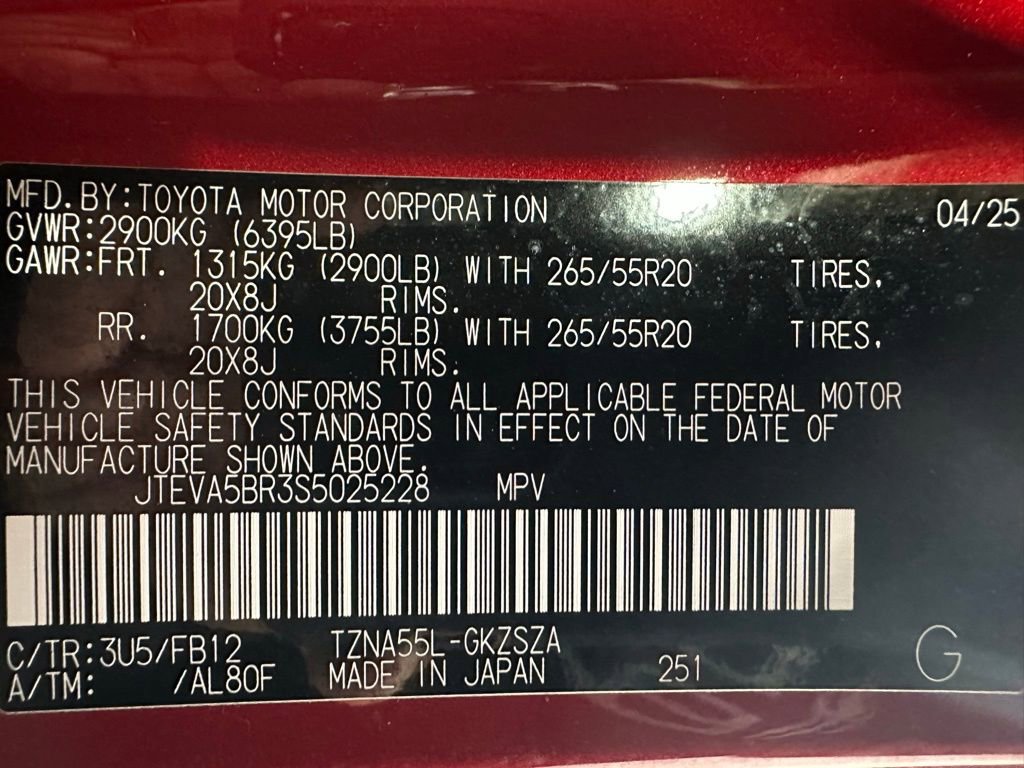 MFD. BY: TOYOTA MOTOR CORPORATION 04/25
GVWR: 2900KG (6395LB)
GAWR: FRT. 1315KG (2900LB) WITH 265/55R20 TIRES,
20X8J RIMS.
RR. 1700KG (3755LB) WITH 265/55R20 TIRES,
20X8J RIMS.
THIS VEHICLE CONFORMS TO ALL APPLICABLE FEDERAL MOTOR
VEHICLE SAFETY STANDARDS IN EFFECT ON THE DATE OF
MANUFACTURE SHOWN ABOVE.
JTEVA5BR3S5025228 MPV
C/TR: 3U5/FB12 TZNA55L-GKZSZA
A/TM: /AL80F MADE IN JAPAN 251 G